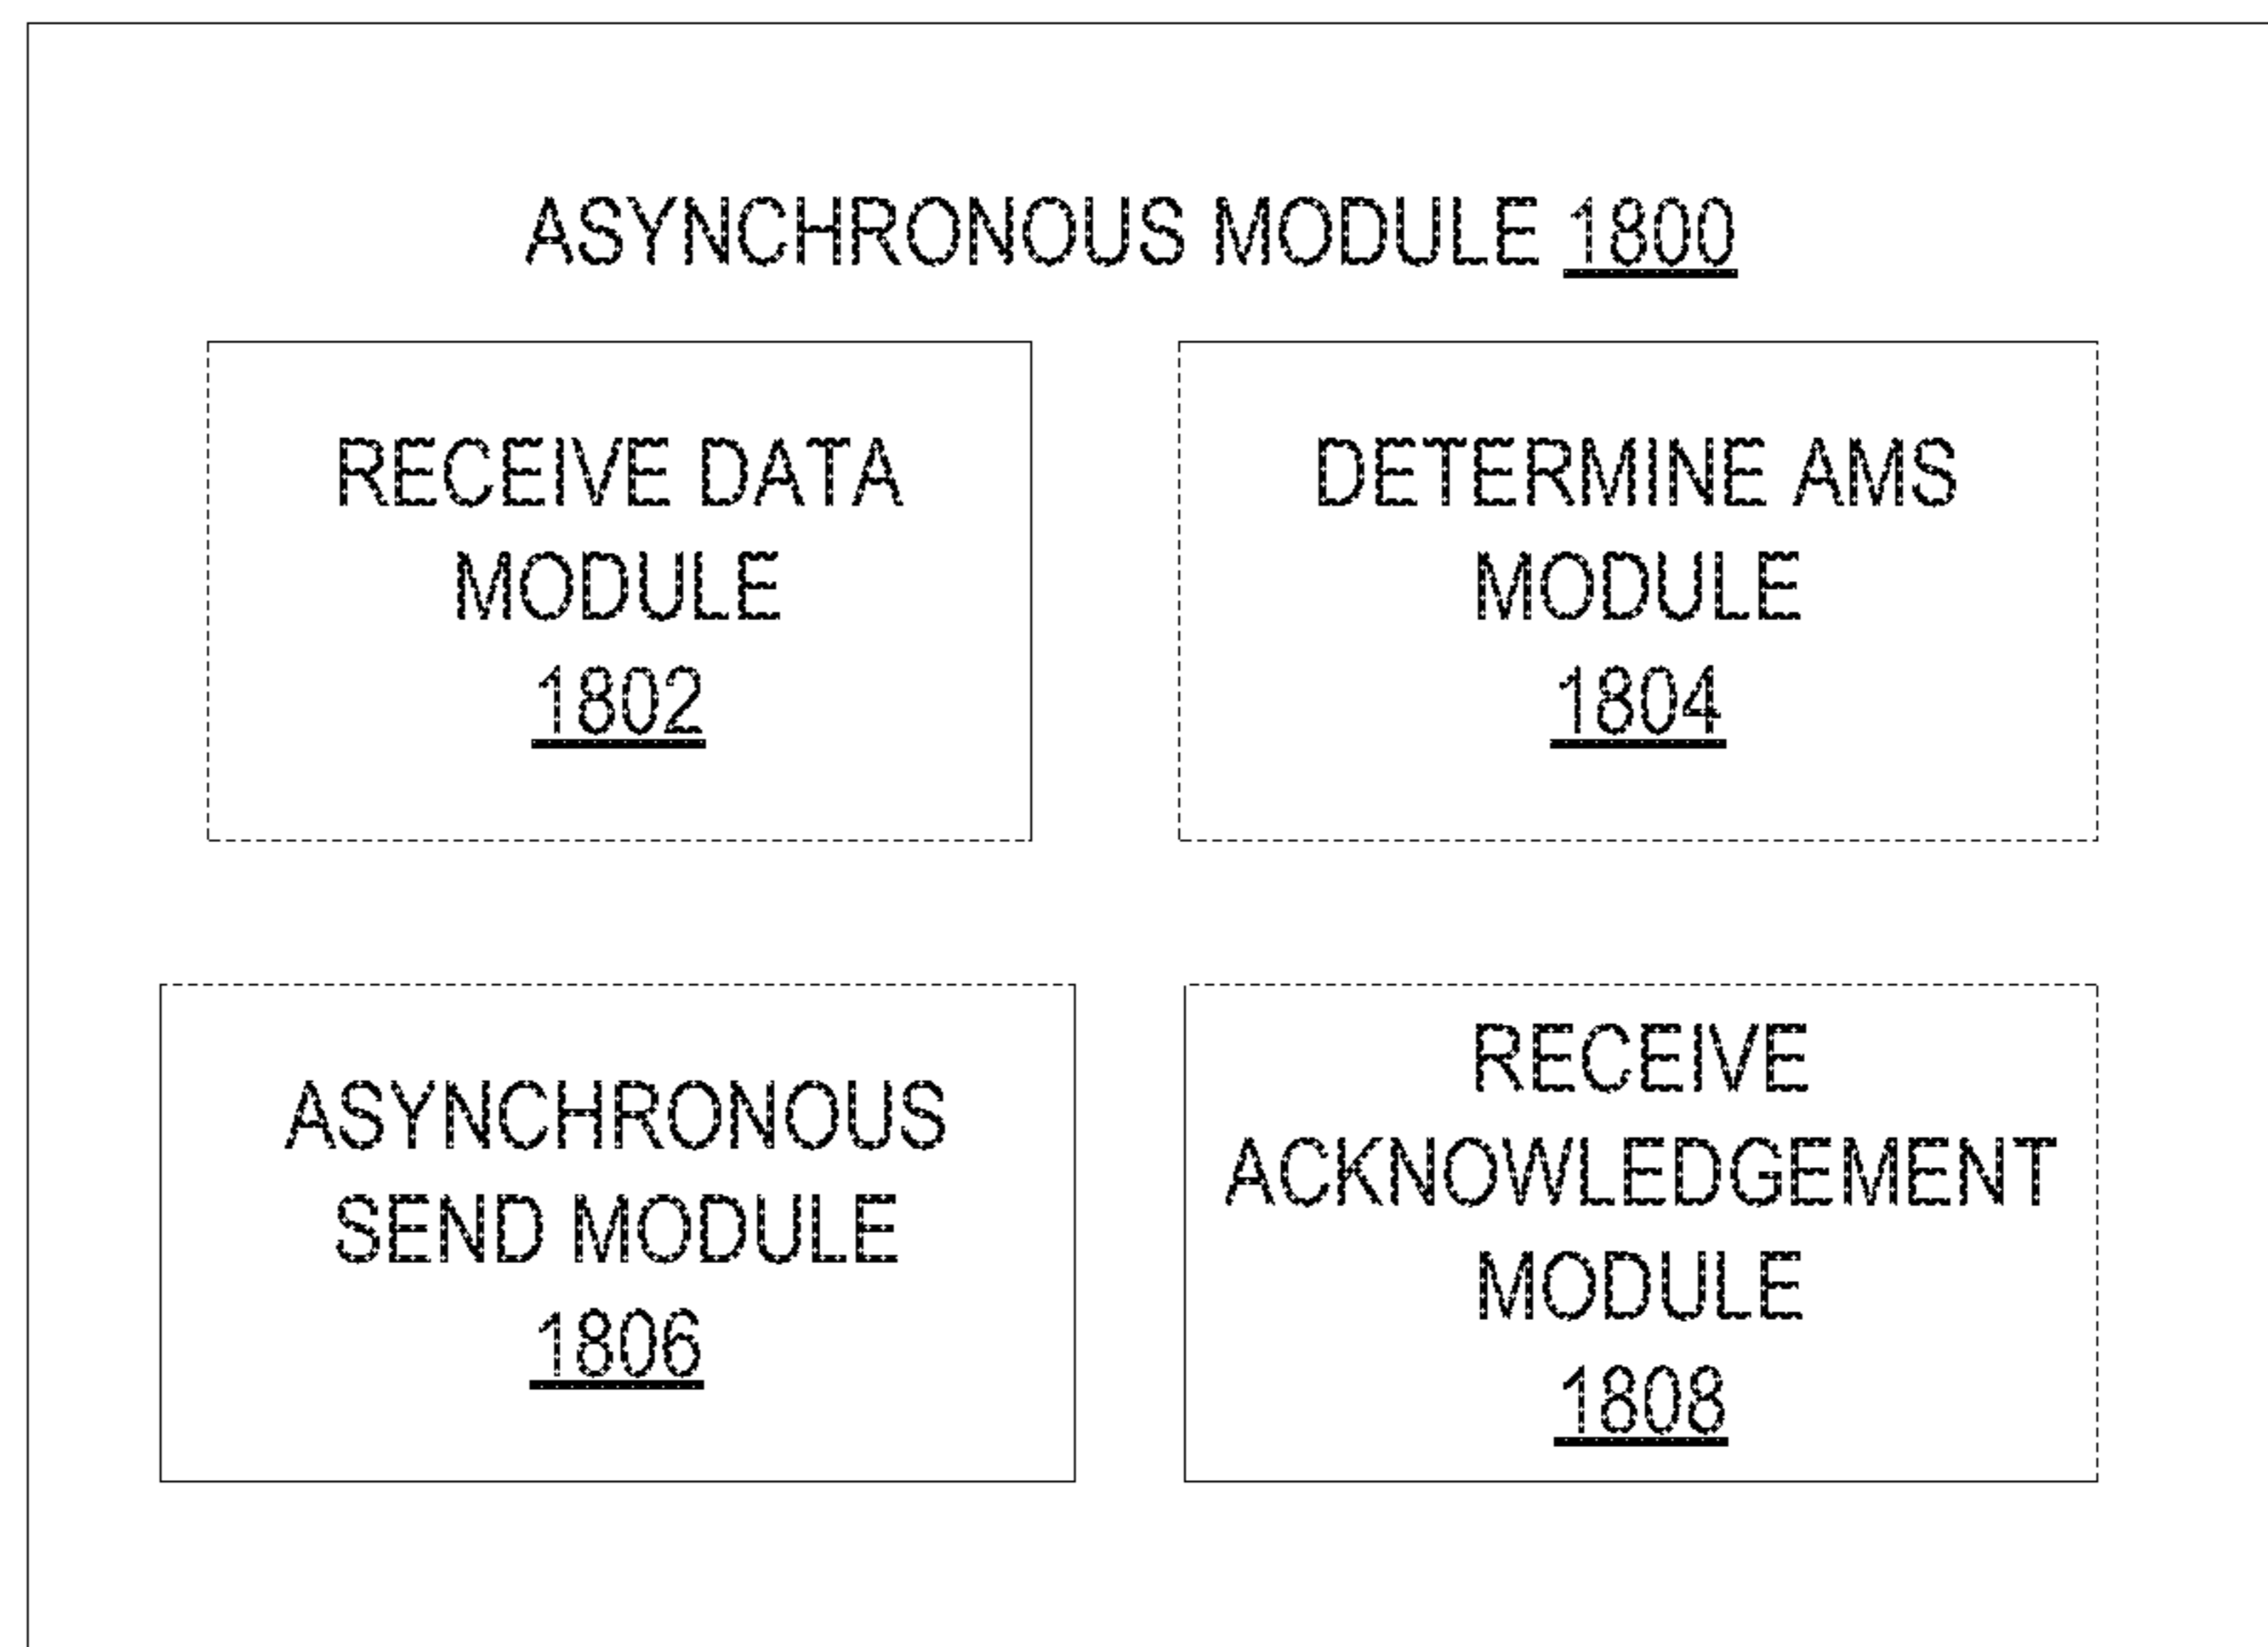 ASYNCHRONOUS MODULE 1800
RECEIVE DATA
MODULE
1802
DETERMINE AMS
MODULE
1804
ASYNCHRONOUS
SEND MODULE
1806
RECEIVE
ACKNOWLEDGEMENT
MODULE
1808